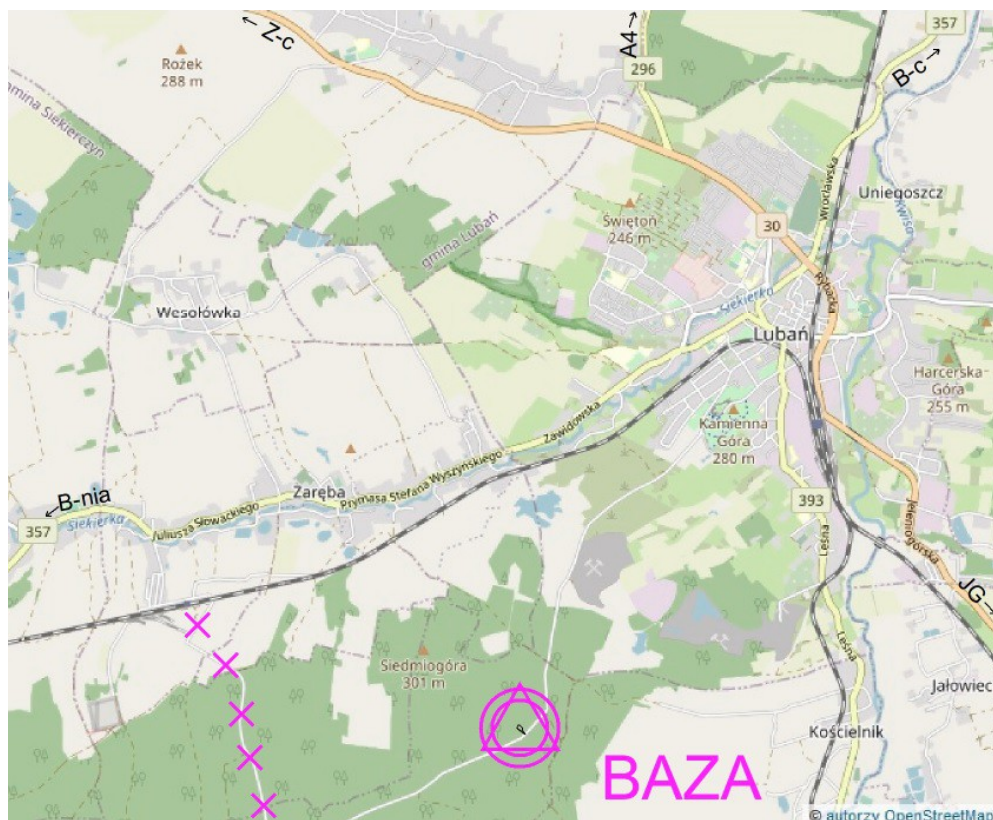 ← Z-c
A4→
357
B-c→
Rożek
288 m
296
gmina Siekierczyn
Wrocławska
Uniegoszcz
Kwisa
Świętoń
246 m
30
gmina Lubań
Siekierka
Rybacka
Wesołówka
Lubań
Harcerska
Góra
255 m
Kamienna
Góra
280 m
Zawidowska
Prymasa Stefana Wyszyńskiego
Zaręba
←B-nia
Juliusza Słowackiego
Siekierka
357
393
Leśna
Jeleniogórska
JG→
Leśna
Siedmiogóra
301 m
Jałowiec
Kościelnik
BAZA
© autorzy OpenStreetMap